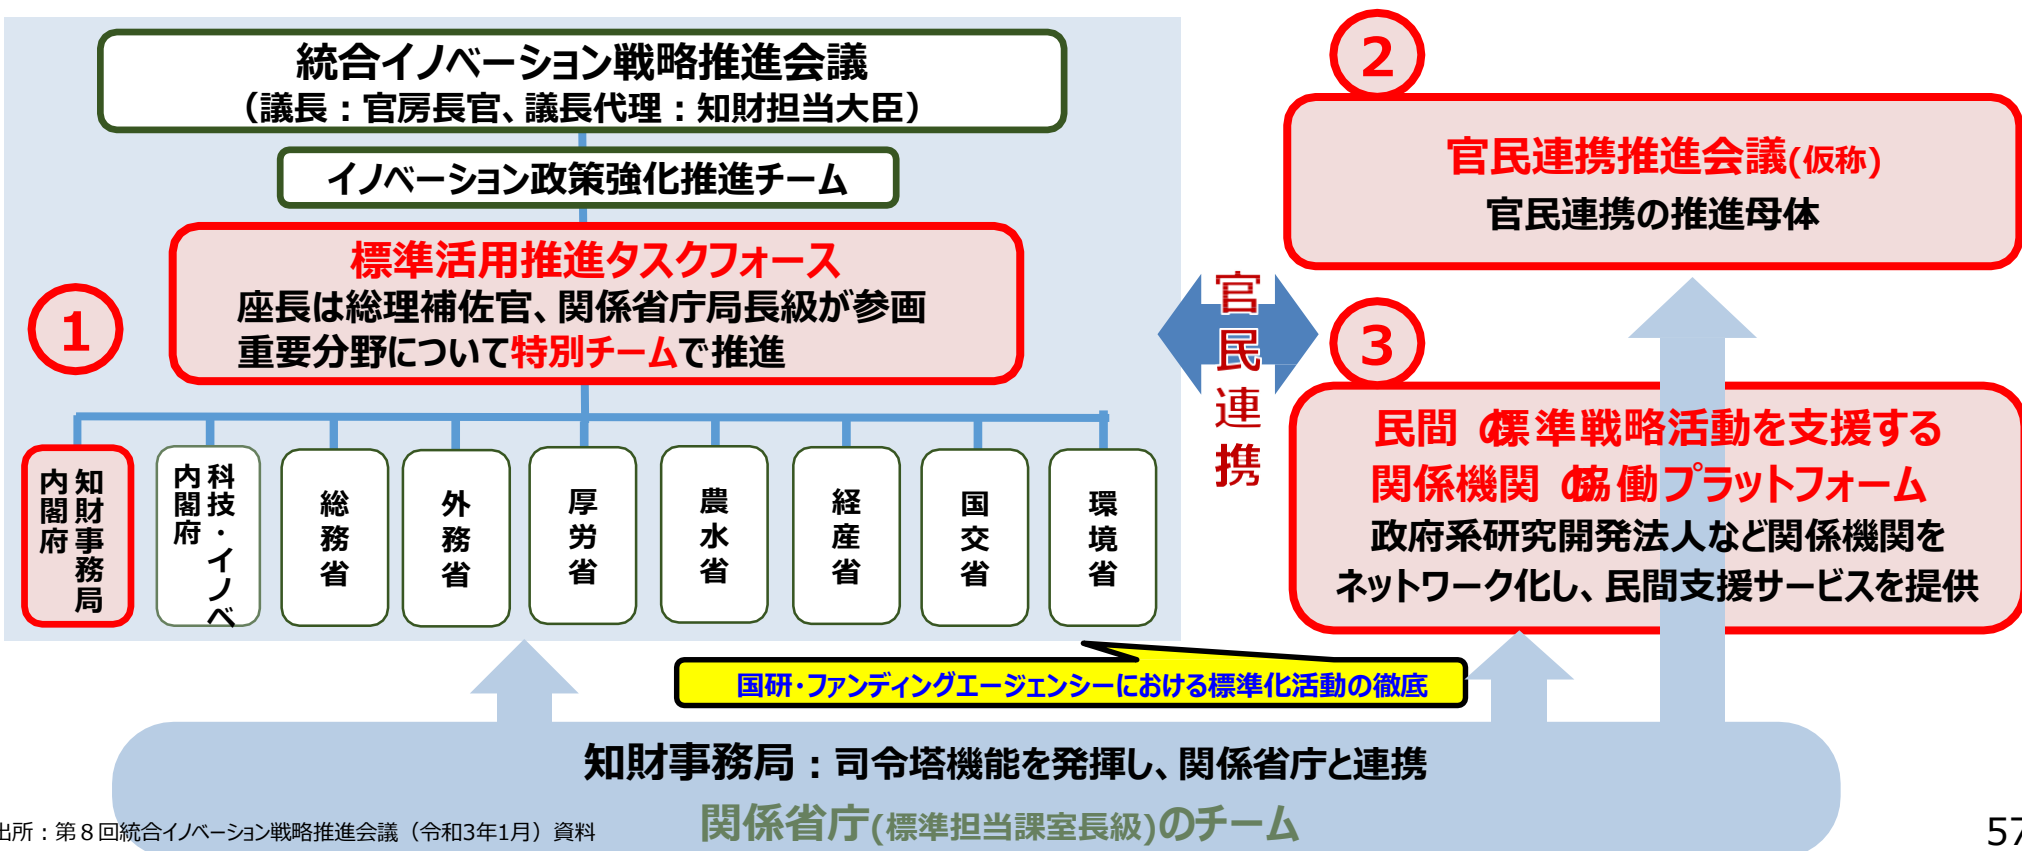 統合イノベーション戦略推進会議
（議長：官房長官、議長代理：知財担当大臣）
イノベーション政策強化推進チーム
①
標準活用推進タスクフォース
座長は総理補佐官、関係省庁局長級が参画
重要分野について特別チームで推進
内閣府
知財事務局
内閣府
科技・イノベ
総務省
外務省
厚労省
農水省
経産省
国交省
環境省
官民連携
②
官民連携推進会議(仮称)
官民連携の推進母体
③
民間の標準戦略活動を支援する
関係機関の協働プラットフォーム
政府系研究開発法人など関係機関を
ネットワーク化し、民間支援サービスを提供
国研・ファンディングエージェンシーにおける標準化活動の徹底
知財事務局：司令塔機能を発揮し、関係省庁と連携
関係省庁(標準担当課室長級)のチーム
出所：第８回統合イノベーション戦略推進会議（令和3年1月）資料
57